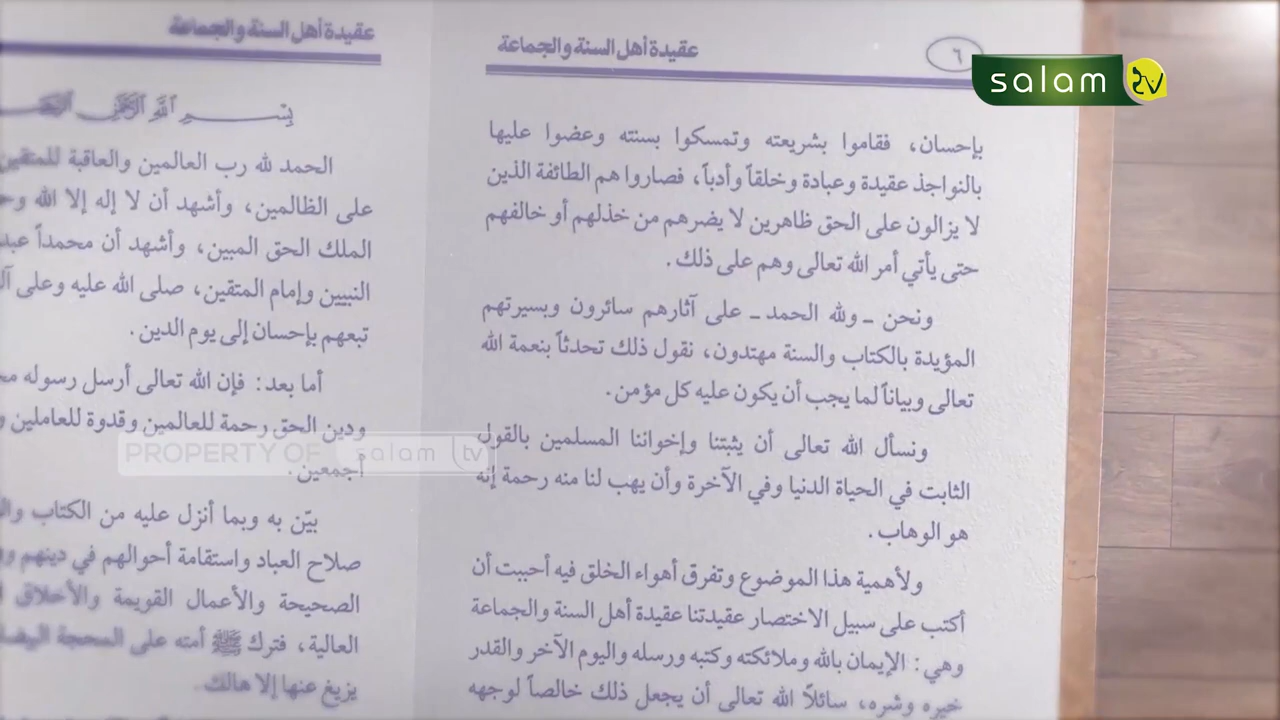 عقيدة أهل السنة والجماعة
٦
بإحسان، فقاموا بشريعته وتمسكوا بسنته وعضوا عليها
بالنواجذ عقيدة وعبادة وخلقاً وأدباً، فصاروا هم الطائفة الذين
لا يزالون على الحق ظاهرين لا يضرهم من خذلهم أو خالفهم
حتى يأتي أمر الله تعالى وهم على ذلك.
ونحن ـ ولله الحمد ـ على آثارهم سائرون وبسيرتهم
المؤيدة بالكتاب والسنة مهتدون، نقول ذلك تحدثاً بنعمة الله
تعالى وبياناً لما يجب أن يكون عليه كل مؤمن.
ونسأل الله تعالى أن يثبتنا وإخواننا المسلمين بالقول
الثابت في الحياة الدنيا وفي الآخرة وأن يهب لنا منه رحمة إنه
هو الوهاب.
ولأهمية هذا الموضوع وتفرق أهواء الخلق فيه أحببت أن
أكتب على سبيل الاختصار عقيدتنا عقيدة أهل السنة والجماعة
وهي: الإيمان بالله وملائكته وكتبه ورسله واليوم الآخر والقدر
خيره وشره، سائلاً الله تعالى أن يجعل ذلك خالصاً لوجهه
عقيدة أهل السنة والجماعة
بسم الله الرحمن الرحيم
الحمد لله رب العالمين والعاقبة للمتقين
على الظالمين، وأشهد أن لا إله إلا الله
الملك الحق المبين، وأشهد أن محمداً
النبيين وإمام المتقين، صلى الله عليه وعلى
تبعهم بإحسان إلى يوم الدين.
أما بعد: فإن الله تعالى أرسل رسوله
ودين الحق رحمة للعالمين وقدوة للعاملين
أجمعين.
بيّن به وبما أنزل عليه من الكتاب
صلاح العباد واستقامة أحوالهم في دينهم
الصحيحة والأعمال القويمة والأخلاق
العالية، فترك ﷺ أمته على المحجة
يزيغ عنها إلا هالك.
salam tv
PROPERTY OF salam tv